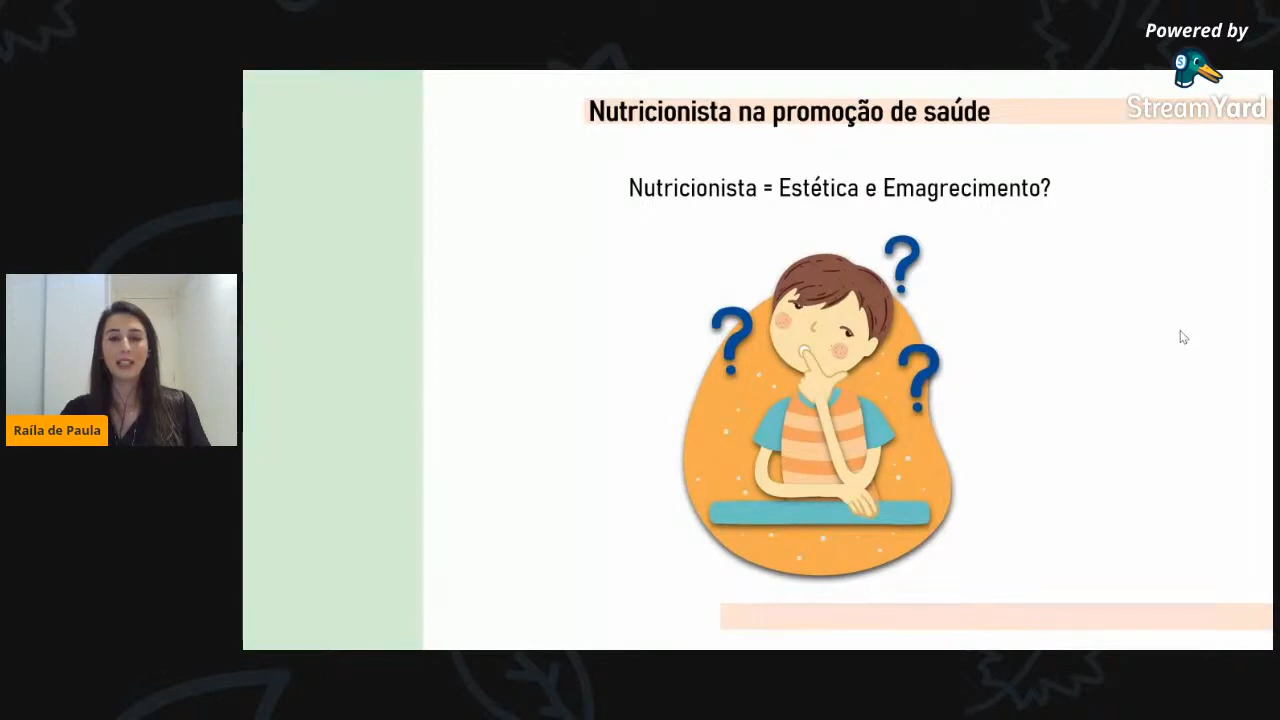 Powered by
StreamYard
Nutricionista na promoção de saúde
Nutricionista = Estética e Emagrecimento?
? 
?
?
Raíla de Paula